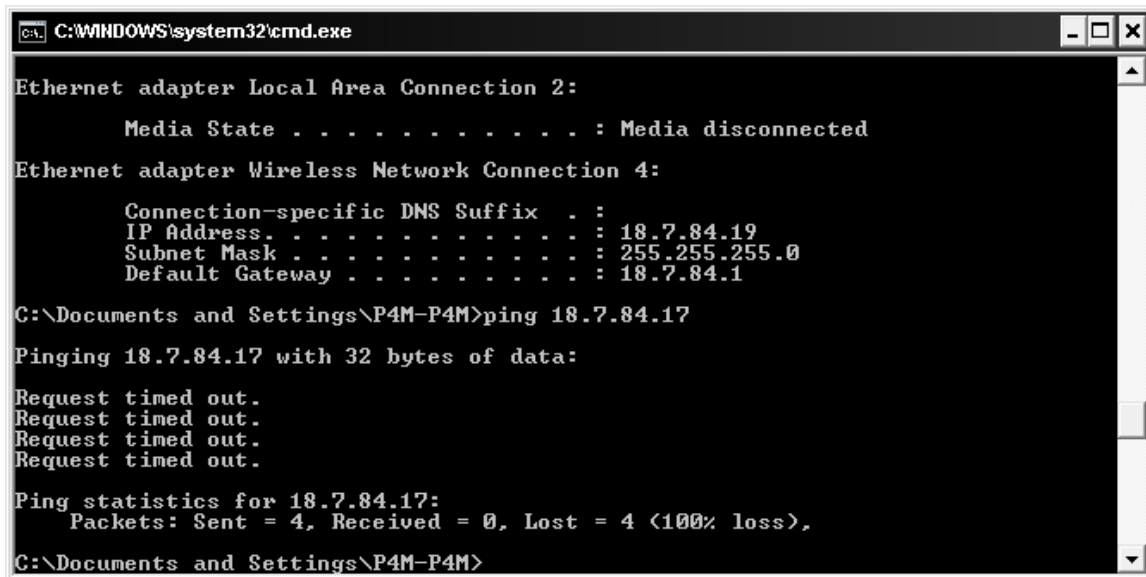 C:\WINDOWS\system32\cmd.exe
Ethernet adapter Local Area Connection 2:
Media State . . . . . . . . . . . : Media disconnected
Ethernet adapter Wireless Network Connection 4:
Connection-specific DNS Suffix  . :
IP Address. . . . . . . . . . . . : 18.7.84.19
Subnet Mask . . . . . . . . . . . : 255.255.255.0
Default Gateway . . . . . . . . . : 18.7.84.1
C:\Documents and Settings\P4M-P4M>ping 18.7.84.17
Pinging 18.7.84.17 with 32 bytes of data:
Request timed out.
Request timed out.
Request timed out.
Request timed out.
Ping statistics for 18.7.84.17:
Packets: Sent = 4, Received = 0, Lost = 4 (100% loss),
C:\Documents and Settings\P4M-P4M>